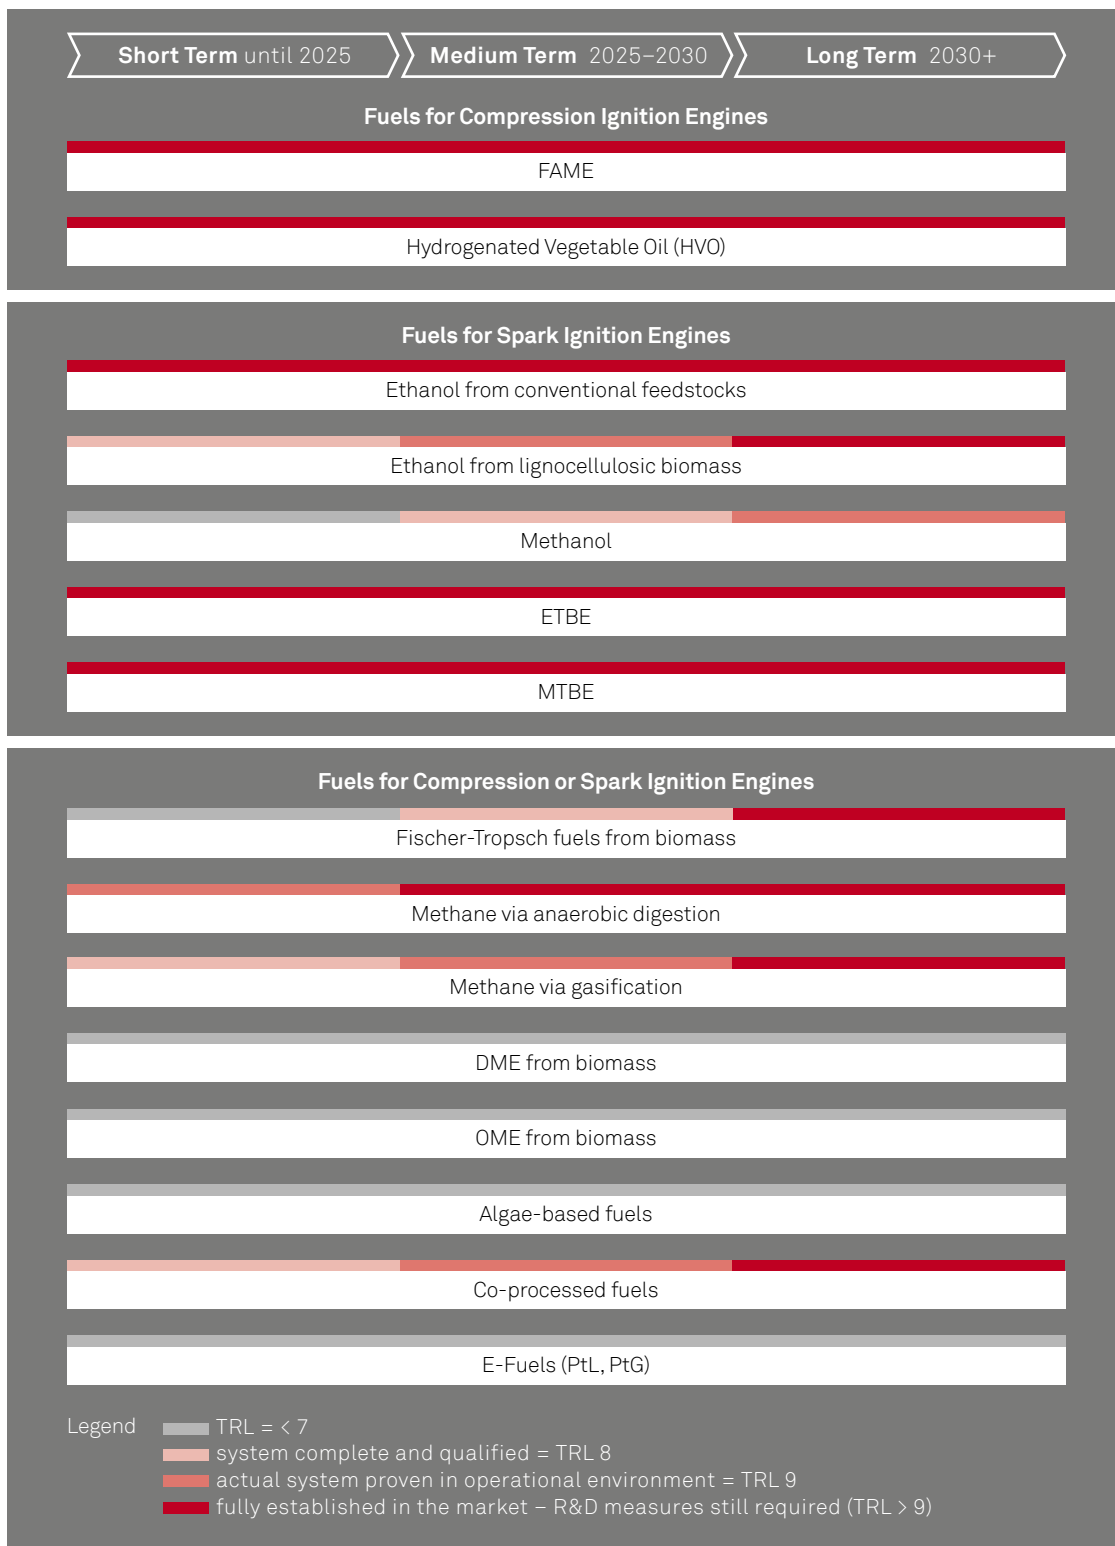 Short Term until 2025 Medium Term 2025–2030 Long Term 2030+
Fuels for Compression Ignition Engines
FAME
Hydrogenated Vegetable Oil (HVO)
Fuels for Spark Ignition Engines
Ethanol from conventional feedstocks
Ethanol from lignocellulosic biomass
Methanol
ETBE
MTBE
Fuels for Compression or Spark Ignition Engines
Fischer-Tropsch fuels from biomass
Methane via anaerobic digestion
Methane via gasification
DME from biomass
OME from biomass
Algae-based fuels
Co-processed fuels
E-Fuels (PtL, PtG)
Legend TRL = < 7
system complete and qualified = TRL 8
actual system proven in operational environment = TRL 9
fully established in the market – R&D measures still required (TRL > 9)